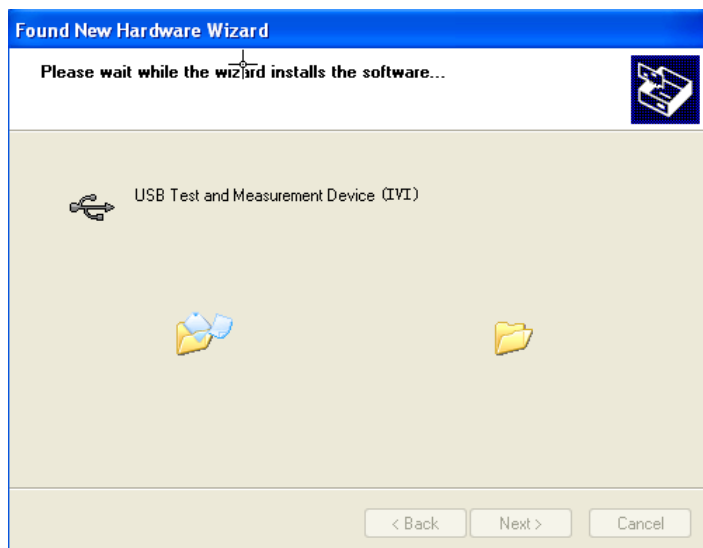 Found New Hardware Wizard
Please wait while the wizard installs the software...
USB Test and Measurement Device (IVI)
< Back
Next >
Cancel